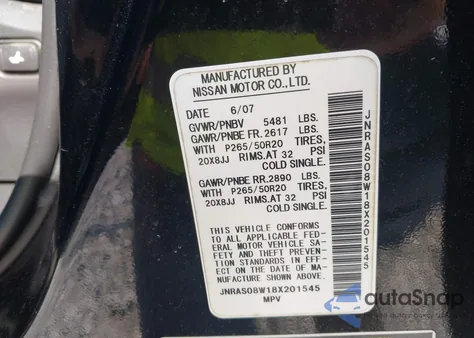 MANUFACTURED BY
NISSAN MOTOR CO., LTD.
DATE 6/07
GVWR/PNBV 5481 LBS.
GAWR/PNBE FR. 2617 LBS.
WITH P265/50R20 TIRES,
20X8JJ RIMS.AT 32 PSI
COLD SINGLE.
GAWR/PNBE RR. 2890 LBS.
WITH P265/50R20 TIRES,
20X8JJ RIMS.AT 32 PSI
COLD SINGLE.
THIS VEHICLE CONFORMS
TO ALL APPLICABLE FED-
ERAL MOTOR VEHICLE SA-
FETY AND THEFT PREV-
ENTION STANDARDS IN EFF-
ECT ON THE DATE OF MA-
NUFACTURE SHOWN ABOVE.
JNRAS08W18X201545
MPV
JNRAS08W18X201545
autoSnap